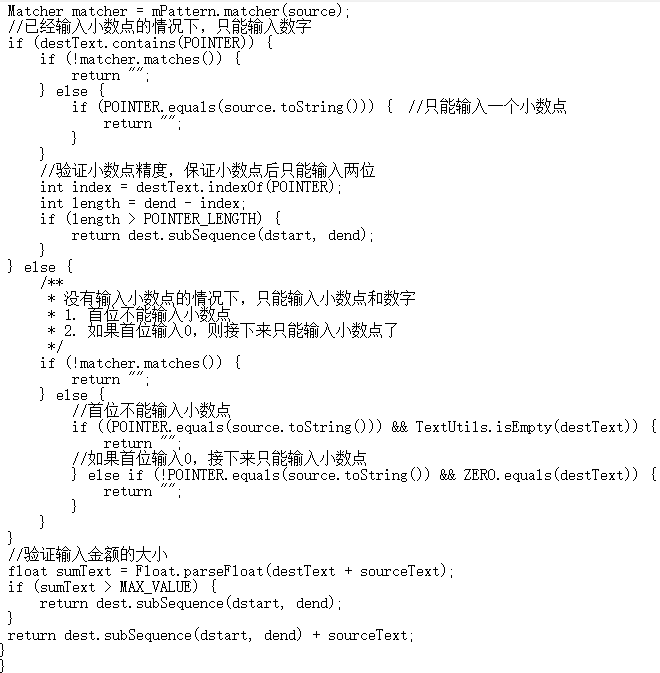 Matcher matcher = mPattern.matcher(source);
//已经输入小数点的情况下，只能输入数字
if (destText.contains(POINTER)) {
    if (!matcher.matches()) {
        return "";
    } else {
        if (POINTER.equals(source.toString())) {  //只能输入一个小数点
            return "";
        }
    }
    //验证小数点精度，保证小数点后只能输入两位
    int index = destText.indexOf(POINTER);
    int length = dend - index;
    if (length > POINTER_LENGTH) {
        return dest.subSequence(dstart, dend);
    }
} else {
    /**
     * 没有输入小数点的情况下，只能输入小数点和数字
     * 1. 首位不能输入小数点
     * 2. 如果首位输入0，则接下来只能输入小数点了
     */
    if (!matcher.matches()) {
        return "";
    } else {
        //首位不能输入小数点
        if ((POINTER.equals(source.toString())) && TextUtils.isEmpty(destText)) {
            return "";
        //如果首位输入0，接下来只能输入小数点
        } else if (!POINTER.equals(source.toString()) && ZERO.equals(destText)) {
            return "";
        }
    }
}
//验证输入金额的大小
float sumText = Float.parseFloat(destText + sourceText);
if (sumText > MAX_VALUE) {
    return dest.subSequence(dstart, dend);
}
return dest.subSequence(dstart, dend) + sourceText;
}
}